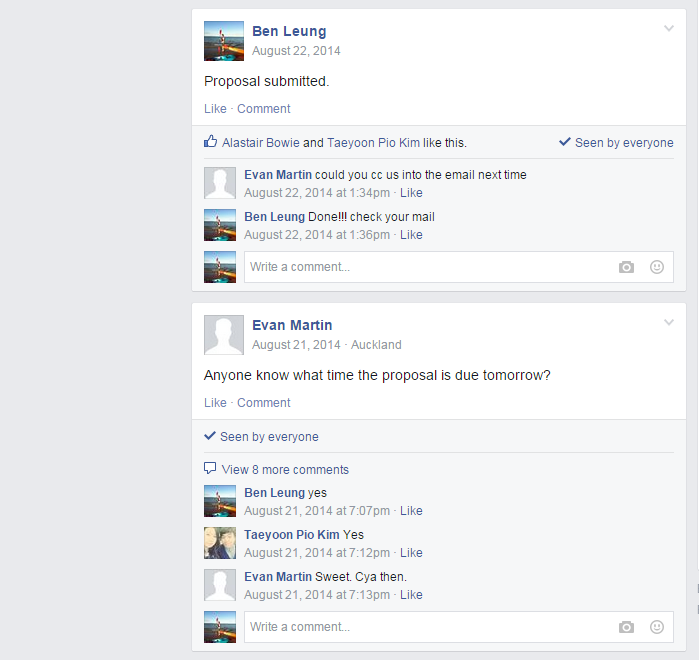 Ben Leung
August 22, 2014
Proposal submitted.
Like · Comment
Alastair Bowie and Taeyoon Pio Kim like this. Seen by everyone
Evan Martin could you cc us into the email next time
August 22, 2014 at 1:34pm · Like
Ben Leung Done!!! check your mail
August 22, 2014 at 1:36pm · Like
Write a comment...
Evan Martin
August 21, 2014 · Auckland
Anyone know what time the proposal is due tomorrow?
Like · Comment
Seen by everyone
View 8 more comments
Ben Leung yes
August 21, 2014 at 7:07pm · Like
Taeyoon Pio Kim Yes
August 21, 2014 at 7:12pm · Like
Evan Martin Sweet. Cya then.
August 21, 2014 at 7:13pm · Like
Write a comment...